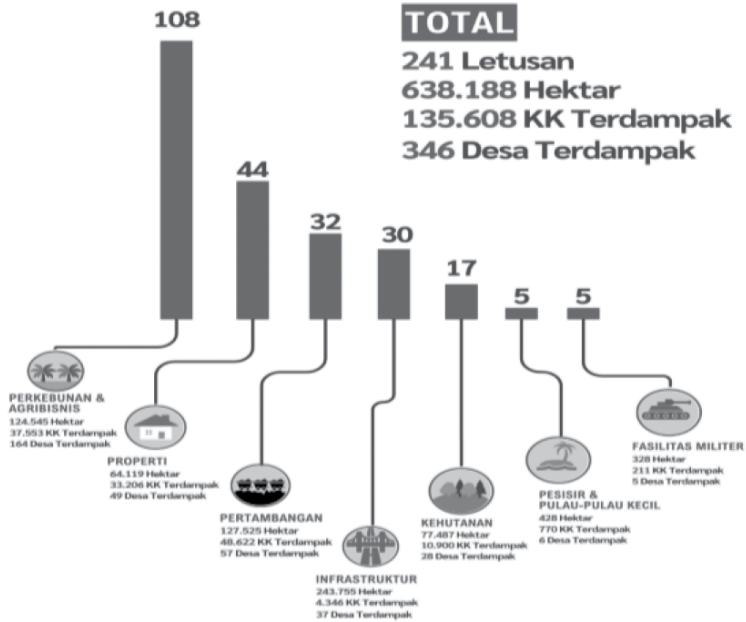 108
TOTAL
241 Letusan
638.188 Hektar
135.608 KK Terdampak
346 Desa Terdampak
44
32
30
17
5
5
PERKEBUNAN &
AGRIBISNIS
124.545 Hektar
37.553 KK Terdampak
164 Desa Terdampak
PROPERTI
64.119 Hektar
33.206 KK Terdampak
49 Desa Terdampak
PERTAMBANGAN
127.525 Hektar
48.622 KK Terdampak
57 Desa Terdampak
INFRASTRUKTUR
243.755 Hektar
4.346 KK Terdampak
37 Desa Terdampak
KEHUTANAN
77.487 Hektar
10.900 KK Terdampak
28 Desa Terdampak
PESISIR &
PULAU-PULAU KECIL
428 Hektar
770 KK Terdampak
6 Desa Terdampak
FASILITAS MILITER
328 Hektar
211 KK Terdampak
5 Desa Terdampak